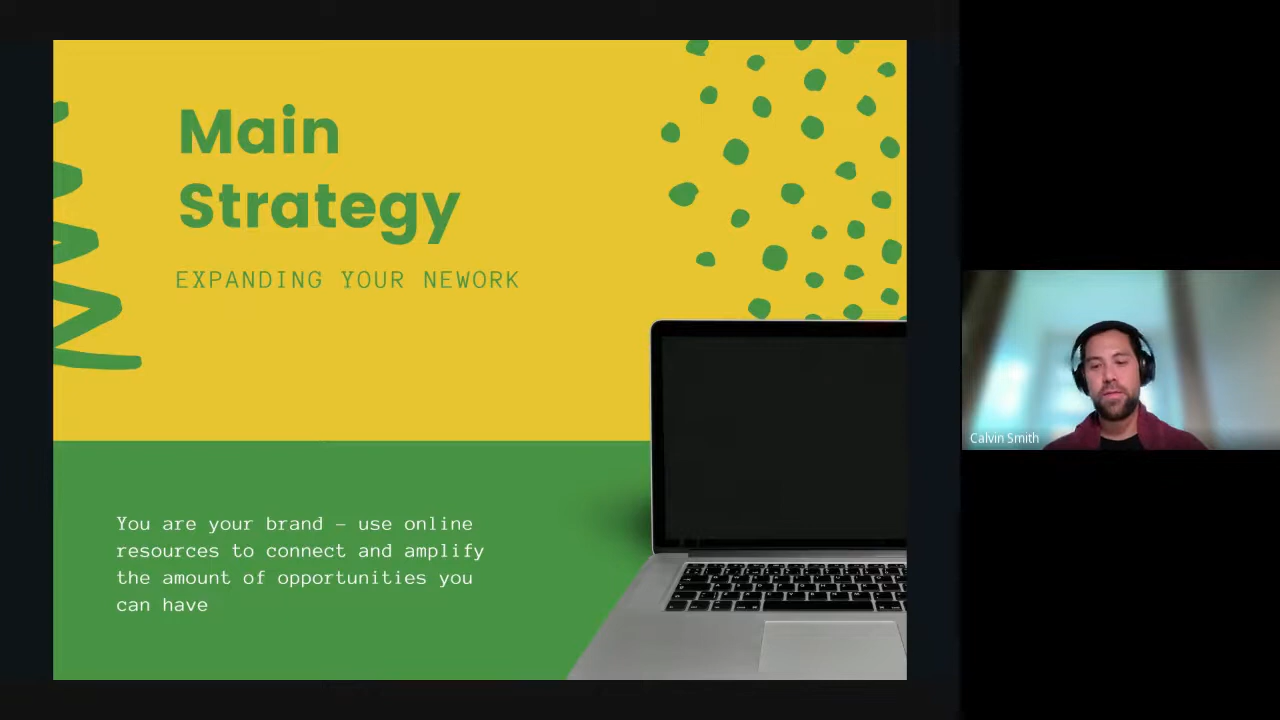 Main
Strategy
EXPANDING YOUR NEWORK
You are your brand – use online
resources to connect and amplify
the amount of opportunities you
can have
Calvin Smith